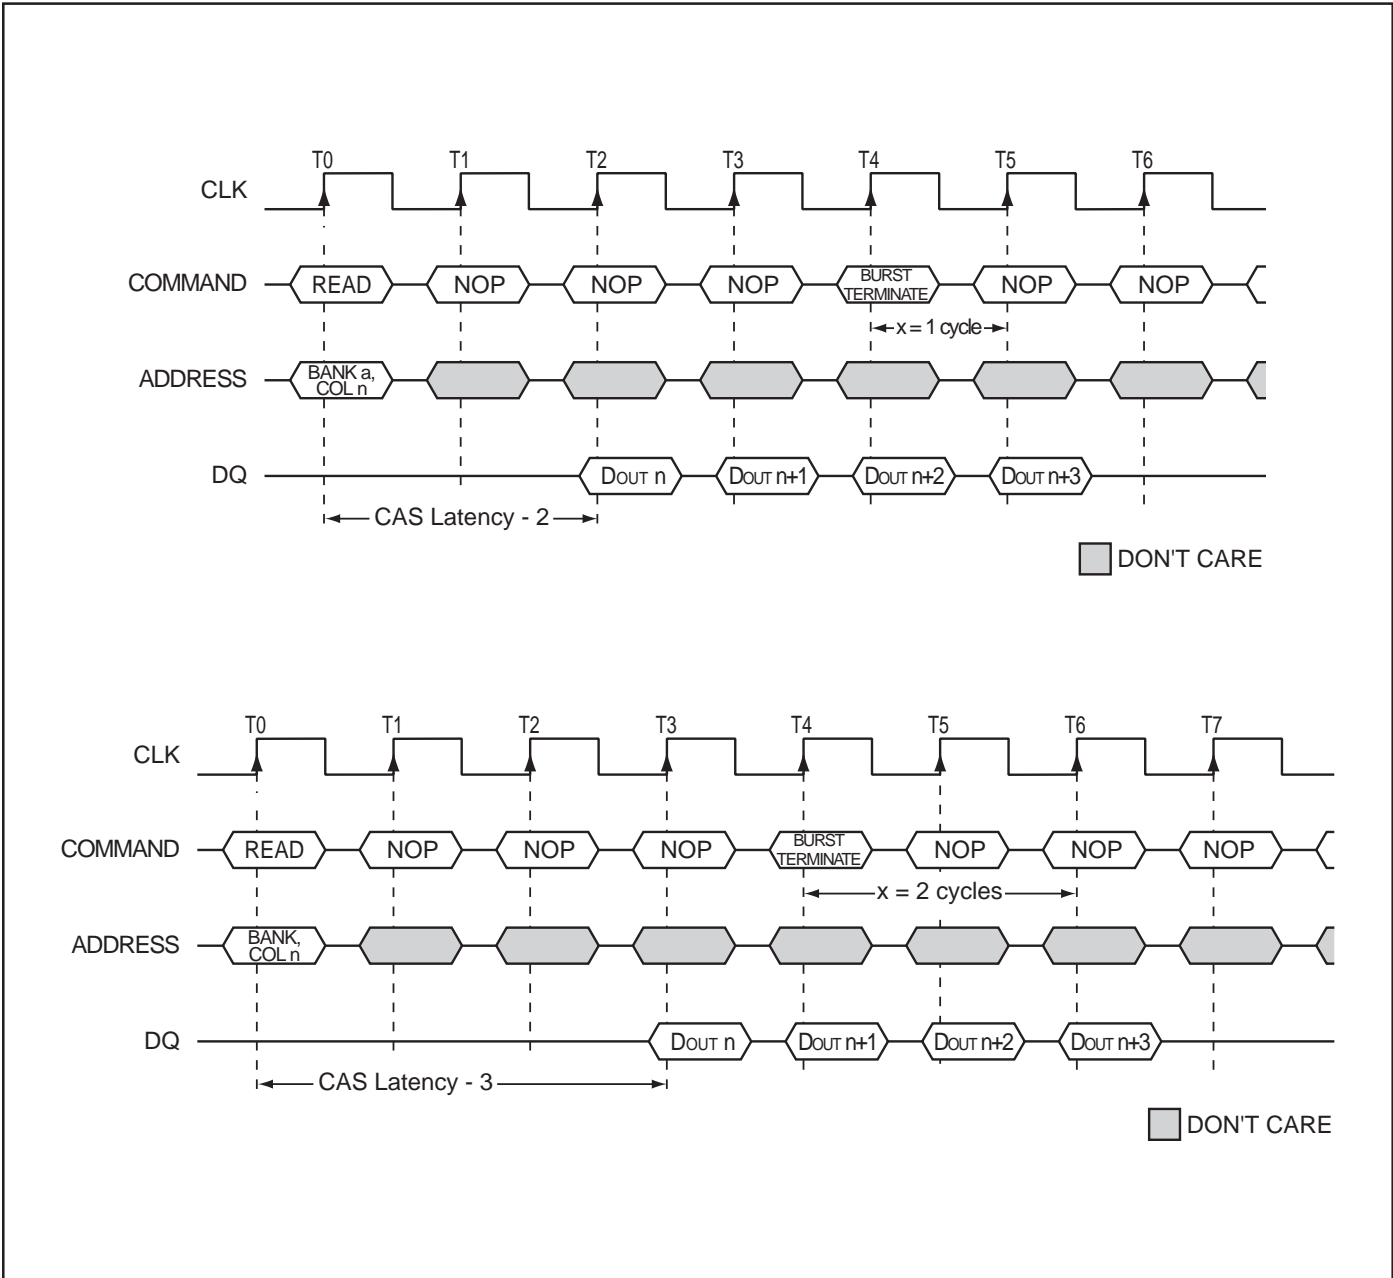 T0 T1 T2 T3 T4 T5 T6
CLK
COMMAND READ NOP NOP NOP BURST TERMINATE NOP NOP
x = 1 cycle
ADDRESS BANK a, COL n
DQ DOUT n DOUT n+1 DOUT n+2 DOUT n+3
CAS Latency - 2
DON'T CARE
T0 T1 T2 T3 T4 T5 T6 T7
CLK
COMMAND READ NOP NOP NOP BURST TERMINATE NOP NOP NOP
x = 2 cycles
ADDRESS BANK, COL n
DQ DOUT n DOUT n+1 DOUT n+2 DOUT n+3
CAS Latency - 3
DON'T CARE